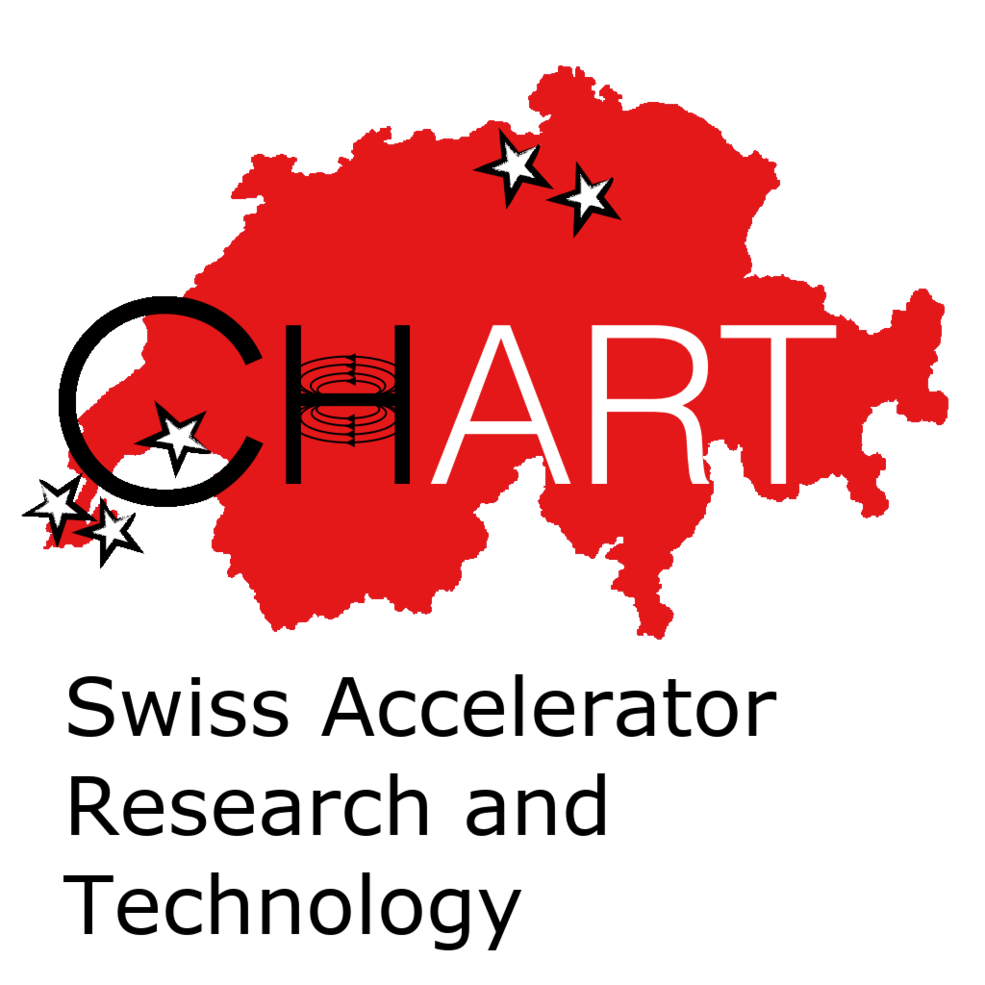 CHART
Swiss Accelerator
Research and
Technology